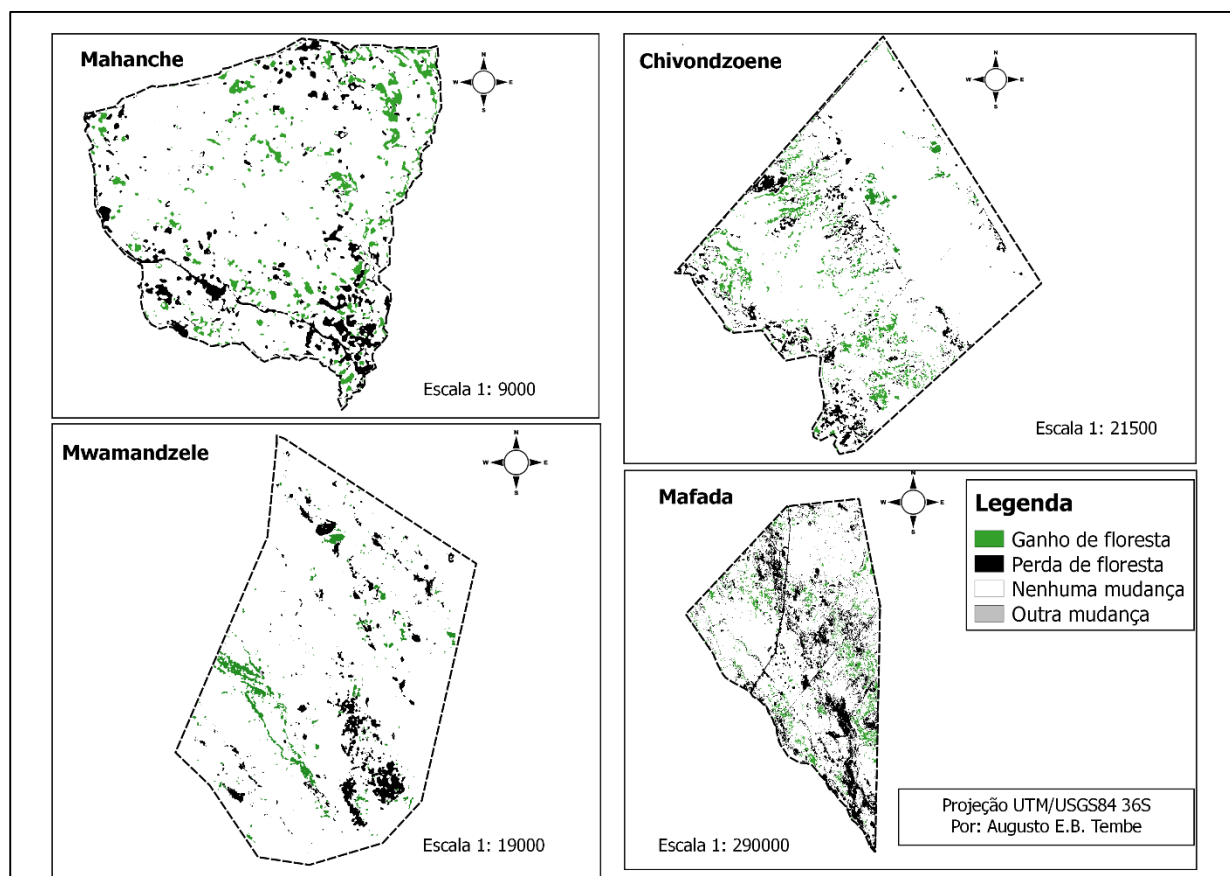 Mahanche
N
W E
S
Escala 1: 9000
Chivondzoene
N
W E
S
Escala 1: 21500
Mwamandzele
N
W E
S
Escala 1: 19000
Mafada
N
W E
S
Escala 1: 290000
Legenda
Ganho de floresta
Perda de floresta
Nenhuma mudança
Outra mudança
Projeção UTM/USGS84 36S
Por: Augusto E.B. Tembe